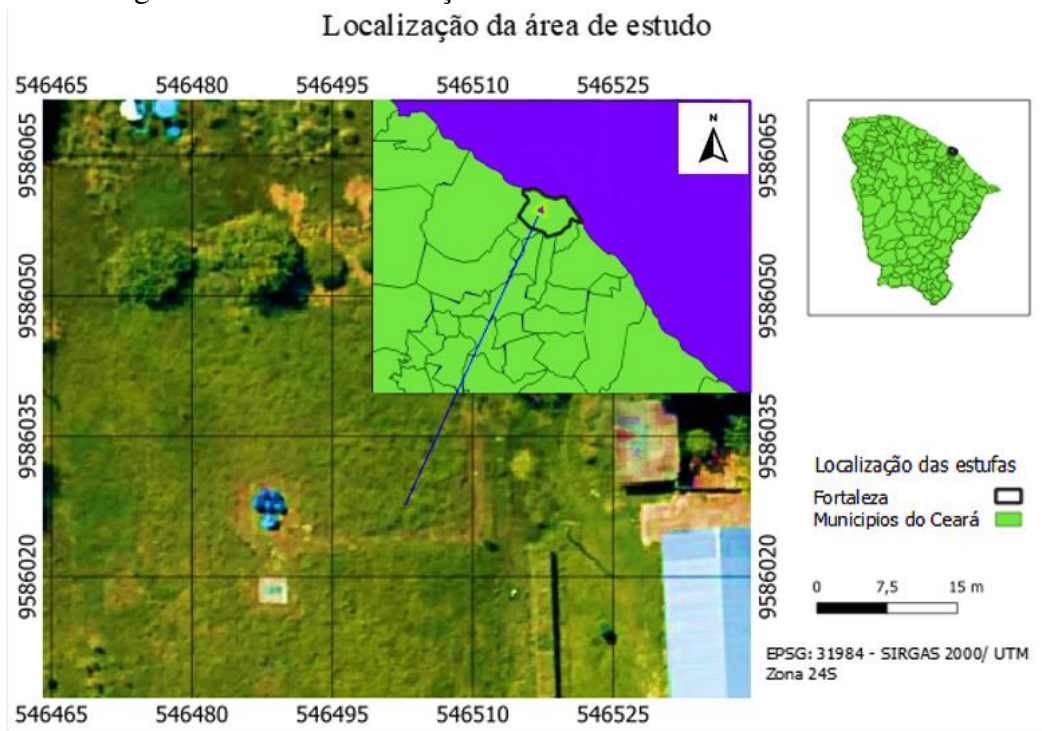 Localização da área de estudo
546465 546480 546495 546510 546525
9586065 9586050 9586035 9586020
N
9586065 9586050 9586035 9586020
546465 546480 546495 546510 546525
Localização das estufas
Fortaleza
Municipios do Ceará
0 7,5 15 m
EPSG: 31984 - SIRGAS 2000/ UTM
Zona 24S